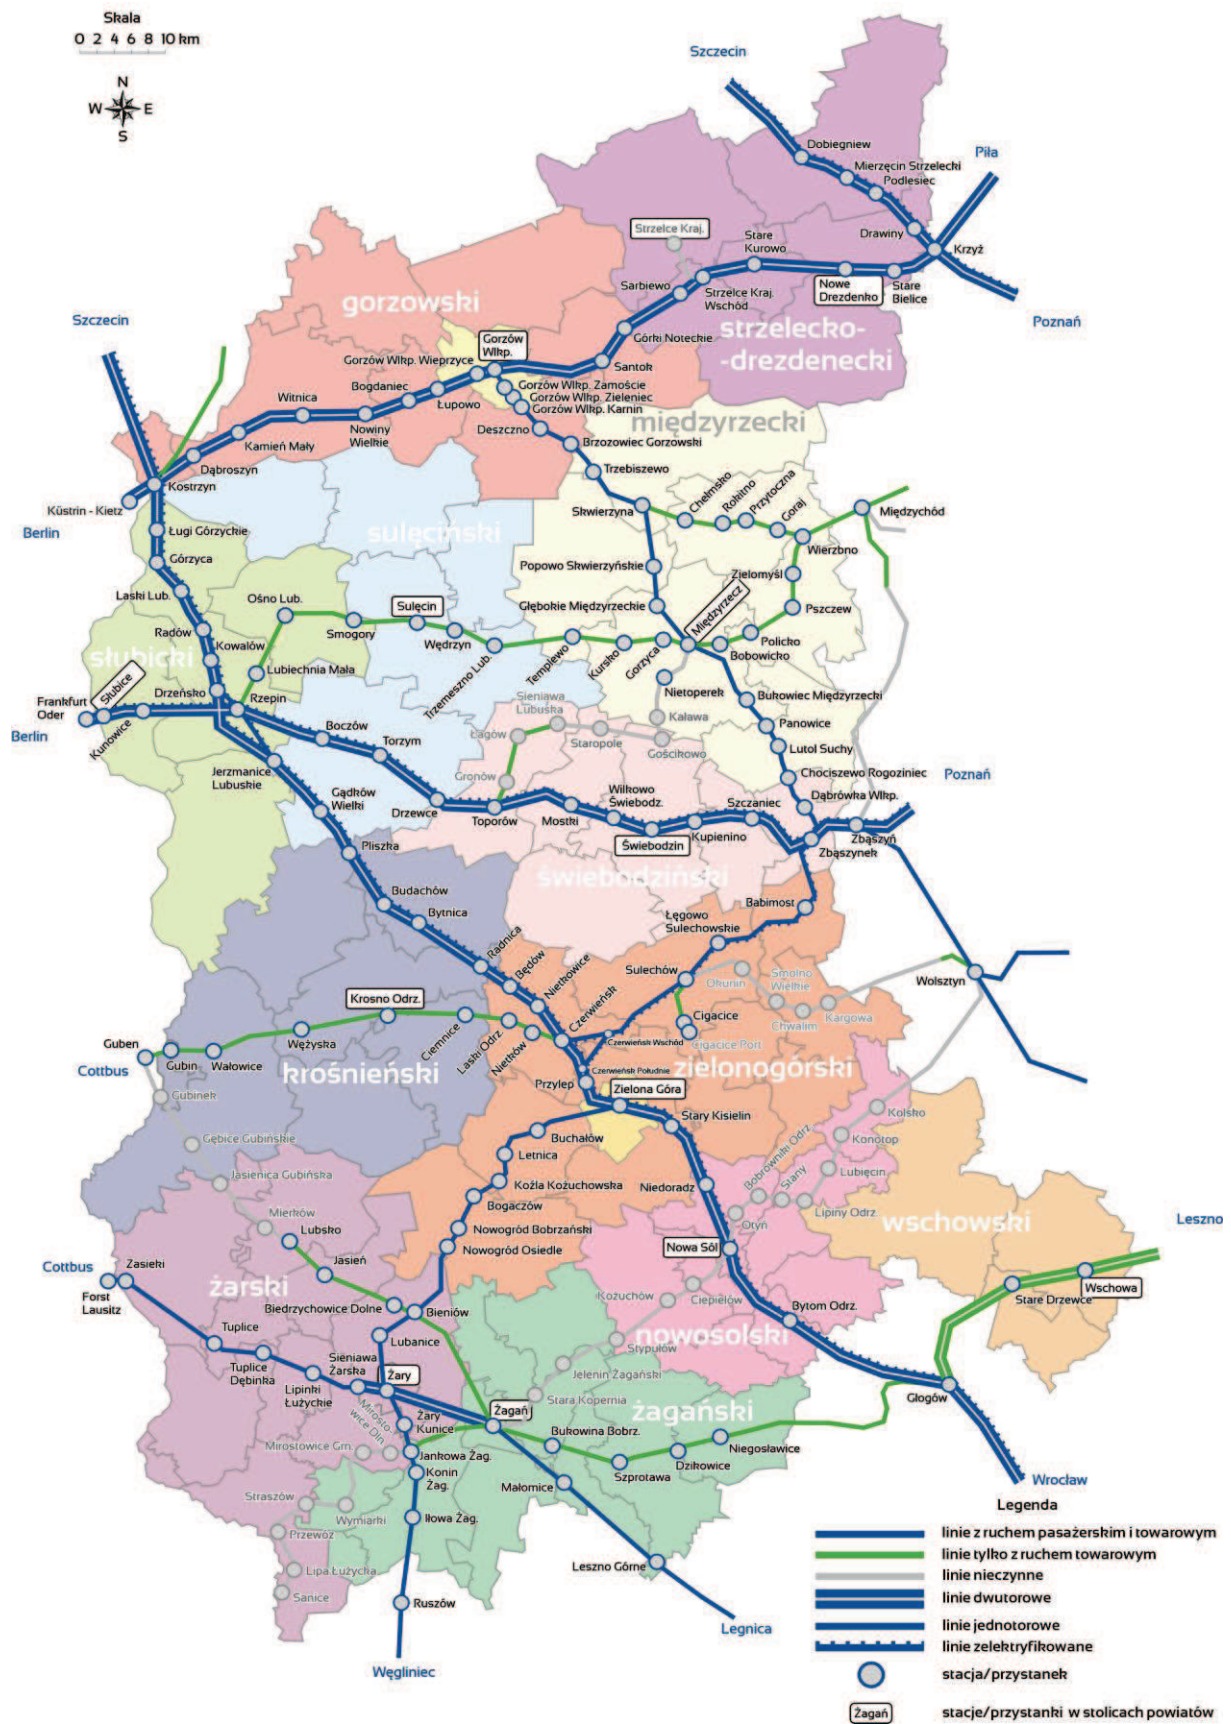 Skala
0 2 4 6 8 10 km
N
W E
S
Szczecin
Dobiegniew
Mierzęcin Strzelecki
Podlesiec
Piła
Drawiny
Krzyż
Strzelce Kraj.
Stare
Kurowo
Sarbiewo
Strzelce Kraj.
Wschód
Nowe
Drezdenko
Stare
Bielice
Poznań
gorzowski
strzelecko-
-drezdenecki
Szczecin
Górki Noteckie
Santok
Gorzów
Wlkp.
Gorzów Wlkp. Wieprzyce
Bogdaniec
Łupowo
Gorzów Wlkp. Zamoście
Gorzów Wlkp. Zieleniec
Gorzów Wlkp. Karnin
Witnica
Nowiny
Wielkie
Kamień Mały
Dąbroszyn
Deszczno
międzyrzecki
Brzozowiec Gorzowski
Trzebiszewo
Kostrzyn
Küstrin - Kietz
Berlin
Skwierzyna
Chełmsko
Rokitno
Przytoczna
Goraj
Międzychód
Wierzbno
Ługi Górzyckie
Górzyca
sulęciński
Laski Lub.
Popowo Skwierzyńskie
Zielomyśl
Pszczew
Głębokie Międzyrzeckie
Międzyrzecz
Ośno Lub.
Smogory
Sulęcin
Wędrzyn
Trzemeszno Lub.
Templewo
Kursko
Gorzyca
Bobowicko
Policko
Radów
Kowalów
słubicki
Lubiechnia Mała
Drzeńsko
Rzepin
Frankfurt
Oder
Słubice
Kunowice
Berlin
Nietoperek
Kaława
Gościkowo
Bukowiec Międzyrzecki
Panowice
Lutol Suchy
Sieniawa
Lubuska
Staropole
Łagów
Gronów
Boczów
Torzym
Jerzmanice
Lubuskie
Gądków
Wielki
Drzewce
Toporów
Mostki
Wilkowo
Świebodz.
Świebodzin
Kupienino
Szczaniec
Chociszewo Rogoziniec
Dąbrówka Wlkp.
Zbąszyń
Zbąszynek
Poznań
Pliszka
świebodziński
Budachów
Bytnica
Babimost
Łęgowo
Sulechowskie
Radnica
Będów
Nietkowice
Czerwieńsk
Sulechów
Okunin
Smolno
Wielkie
Chwalim
Kargowa
Wolsztyn
Cigacice
Cigacice Port
Krosno Odrz.
Wężyska
Ciemnice
Laski Odrz.
Nietków
Guben
Gubin
Wałowice
Cottbus
Gubinek
krośnieński
Czerwieńsk Wschód
Czerwieńsk Południe
zielonogórski
Przylep
Zielona Góra
Stary Kisielin
Gębice Gubińskie
Buchałów
Letnica
Jasienica Gubińska
Koźla Kożuchowska
Bogaczów
Niedoradz
Bobrówniki Odrz.
Kolsko
Konotop
Lubięcin
Slany
Lipiny Odrz.
Otyń
wschowski
Leszno
Mierków
Lubsko
Jasień
Nowogród Bobrzański
Nowogród Osiedle
Nowa Sól
Cottbus
Zasieki
Forst
Lausitz
żarski
Biedrzychowice Dolne
Bieniów
Kożuchów
Ciepielów
Stare Drzewce
Wschowa
Bytom Odrz.
nowosolski
Stypułów
Lubanice
Tuplice
Tuplice
Dębinka
Sieniawa
Żarska
Lipinki
Łużyckie
Żary
Jelenin Żagański
Stara Kopernia
Głogów
Żagań
żagański
Mirosto-
wice Dln.
Żary
Kunice
Mirostowice Grn.
Jankowa Żag.
Bukowina Bobrz.
Niegosławice
Dzikowice
Szprotawa
Konin
Żag.
Małomice
Straszów
Wymiarki
Iłowa Żag.
Przewóz
Lipa Łużycka
Sanice
Leszno Górne
Ruszów
Wrocław
Legnica
Węgliniec
Legenda
linie z ruchem pasażerskim i towarowym
linie tylko z ruchem towarowym
linie nieczynne
linie dwutorowe
linie jednotorowe
linie zelektryfikowane
stacja/przystanek
Żagań stacje/przystanki w stolicach powiatów